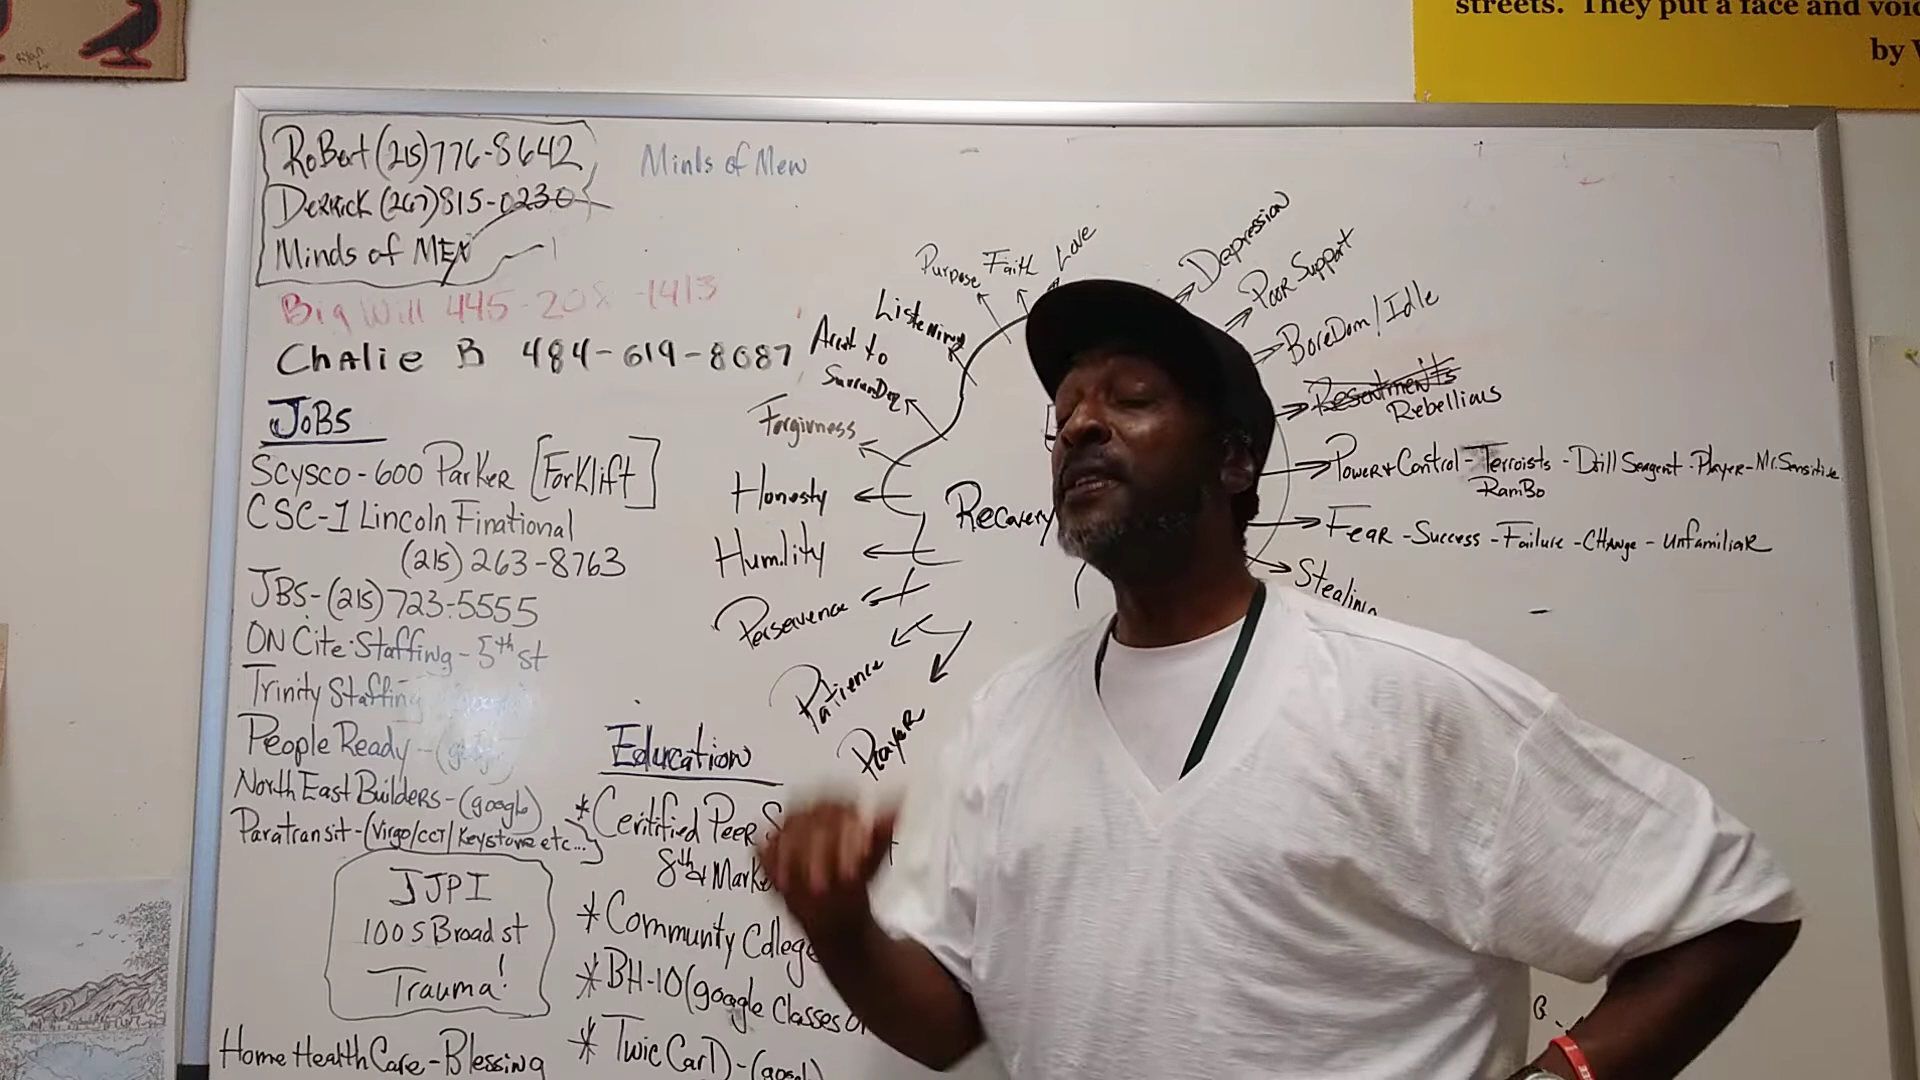 streets. They put a face and voic
by
RoBert (215) 776-8642
Derrick (267) 815-0230
Minds of MEN
Minds of Men
Big Will 445-208-1413
ChAlie B 484-619-8087
JOBS
Scysco-600 Parker [Forklift]
CSC-1 Lincoln Finational
(215) 263-8763
JBS-(215) 723-5555
ON Cite Staffing - 5th st
Trinity Staffing
People Ready -
North East Builders-(google)
Paratransit-(Virgo/CCT/Keystone etc...)
JJPI
100 S Broad st
Trauma!
Home Health Care-Blessing
Education
*Ceritified Peer S
8th & Marke
*Community College
*BH-10 (google Classes
*Twic Card-
Recovery
Love
Faith
Purpose
Listening
to
SurrenDer
Forgivness
Honesty
Humility
Perservence
Patience
Prayer
Depression
Poor Support
BoreDom/Idle
Resentments
Rebellious
Power+Control-Terroists-Drill Sergent-Player-Mr.Sensitive
RamBo
Fear-Success-Failure-CHAnge-Unfamiliar
Stealing